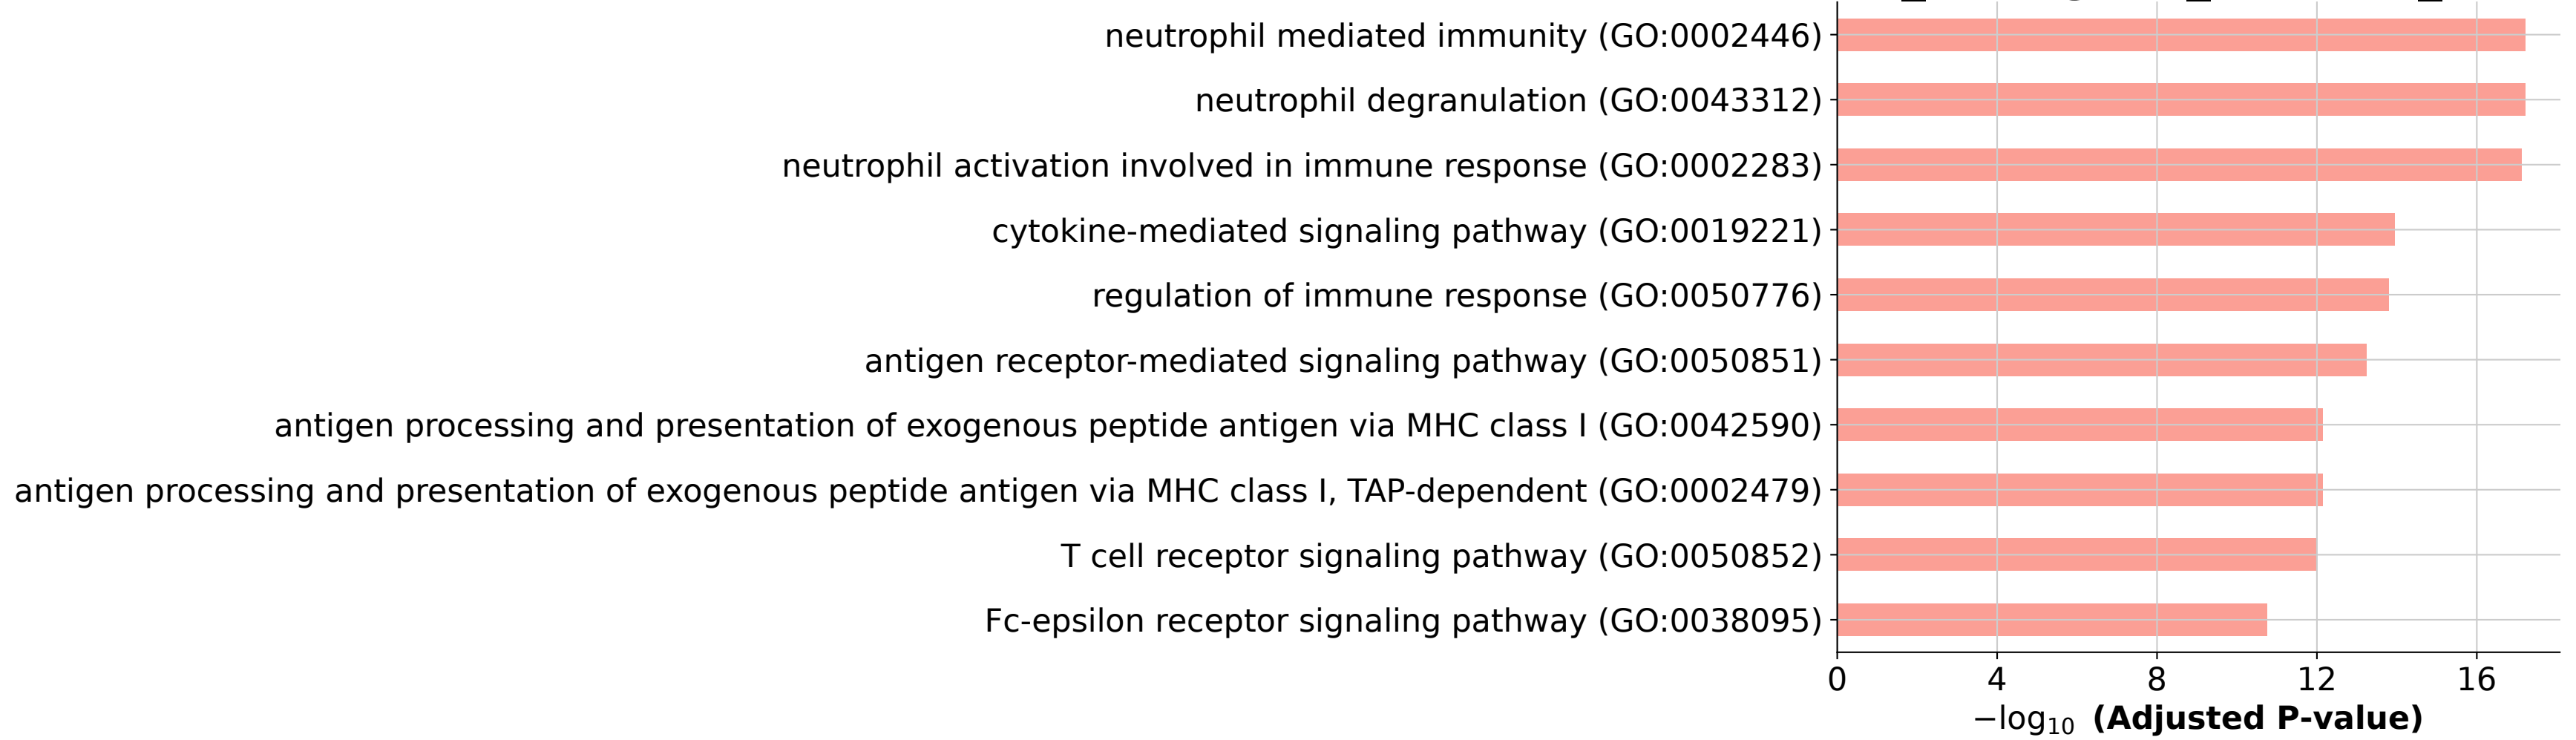 neutrophil mediated immunity (GO:0002446)
neutrophil degranulation (GO:0043312)
neutrophil activation involved in immune response (GO:0002283)
cytokine-mediated signaling pathway (GO:0019221)
regulation of immune response (GO:0050776)
antigen receptor-mediated signaling pathway (GO:0050851)
antigen processing and presentation of exogenous peptide antigen via MHC class I (GO:0042590)
antigen processing and presentation of exogenous peptide antigen via MHC class I, TAP-dependent (GO:0002479)
T cell receptor signaling pathway (GO:0050852)
Fc-epsilon receptor signaling pathway (GO:0038095)
0 4 8 12 16
−log₁₀ (Adjusted P-value)